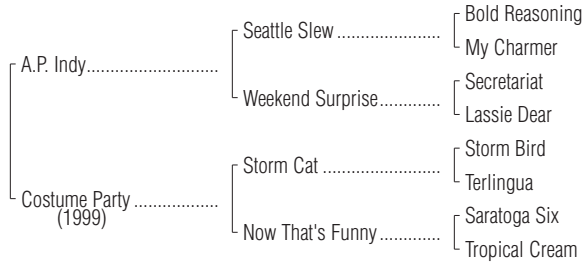 Bold Reasoning
Seattle Slew ......................
My Charmer
A.P. Indy............................
Secretariat
Weekend Surprise.............
Lassie Dear
Storm Bird
Storm Cat .........................
Terlingua
Costume Party ..................
(1999)
Saratoga Six
Now That's Funny.............
Tropical Cream